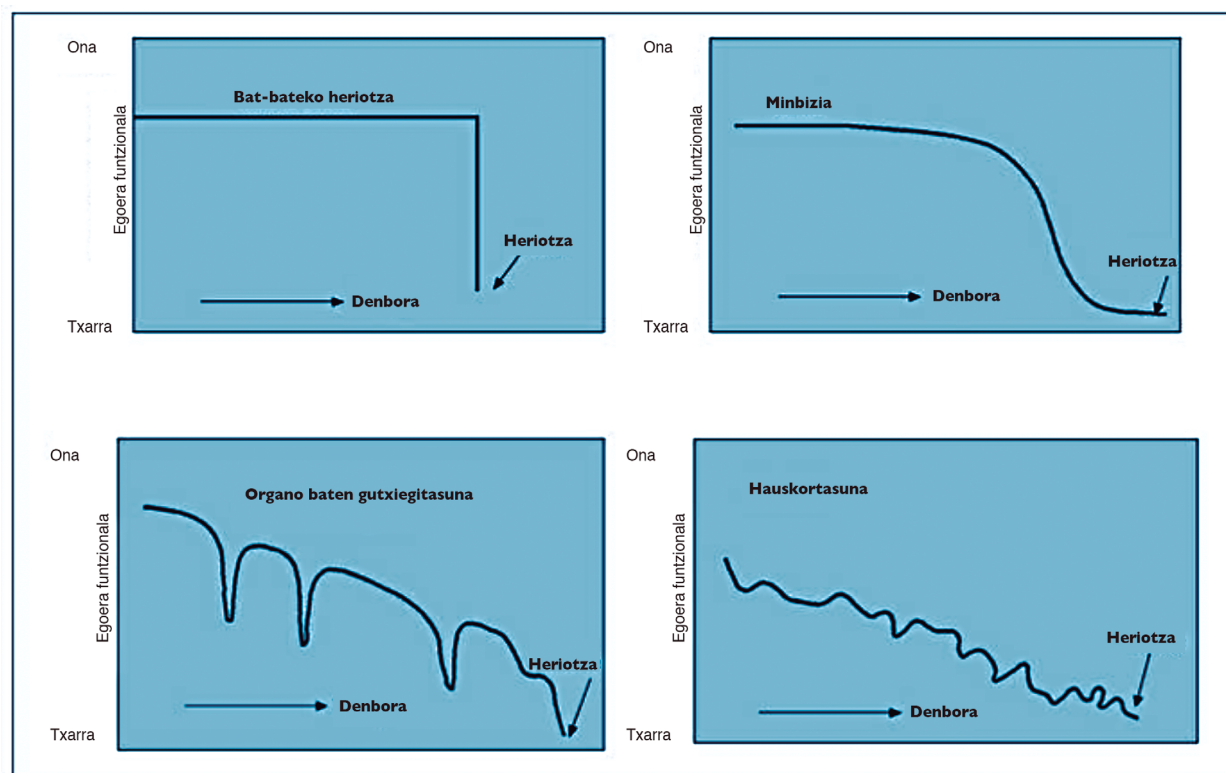 Ona
Bat-bateko heriotza
Egoera funtzionala
Heriotza
Denbora
Txarra
Ona
Minbizia
Egoera funtzionala
Heriotza
Denbora
Txarra
Ona
Organo baten gutxiegitasuna
Egoera funtzionala
Heriotza
Denbora
Txarra
Ona
Hauskortasuna
Egoera funtzionala
Heriotza
Denbora
Txarra